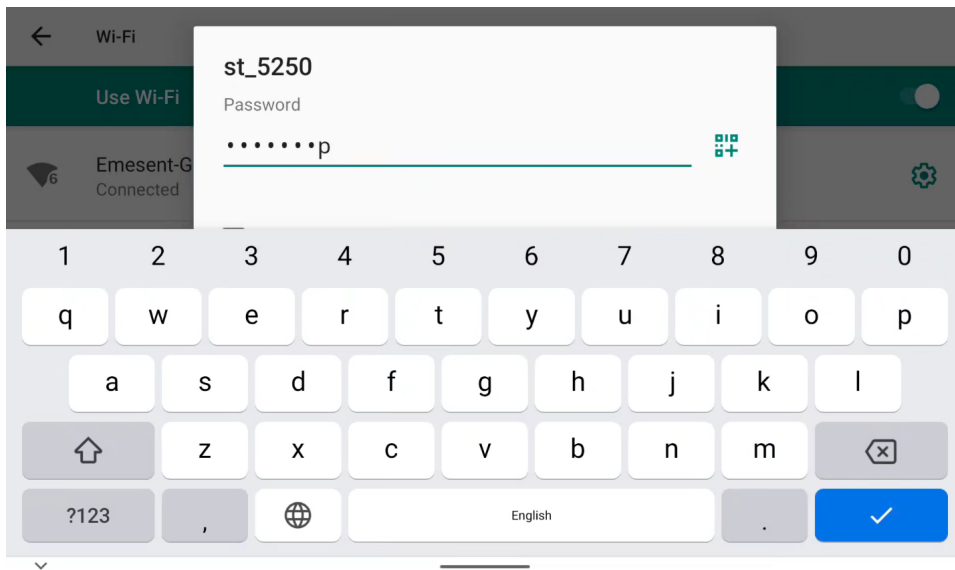 Wi-Fi
st_5250
Use Wi-Fi
Password
•••••••p
Emesent-G
Connected
6
1 2 3 4 5 6 7 8 9 0
q w e r t y u i o p
a s d f g h j k l
z x c v b n m
?123 , English .